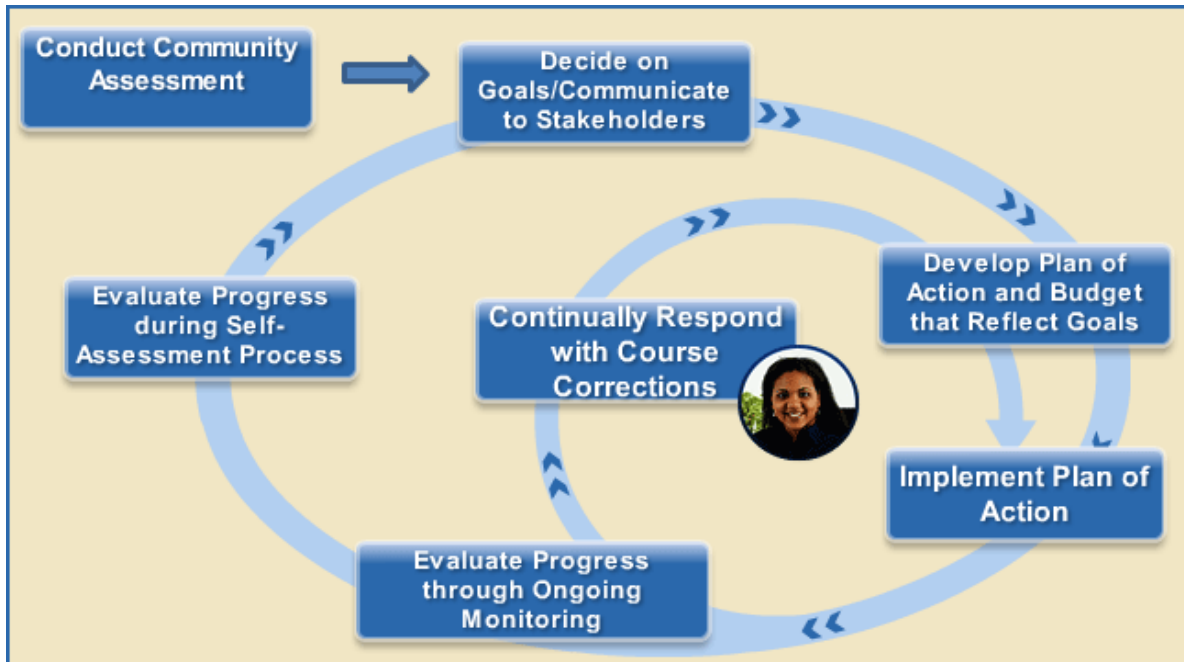 Conduct Community
Assessment
Decide on
Goals/Communicate
to Stakeholders
Develop Plan of
Action and Budget
that Reflect Goals
Implement Plan of
Action
Evaluate Progress
through Ongoing
Monitoring
Continually Respond
with Course
Corrections
Evaluate Progress
during Self-
Assessment Process